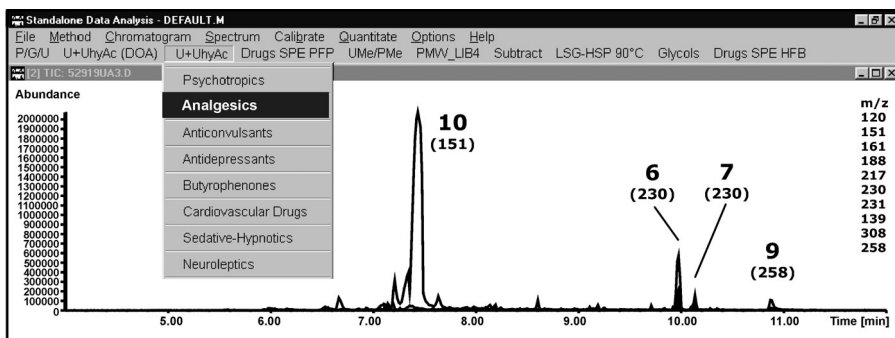 Standalone Data Analysis - DEFAULT.M
File Method Chromatogram Spectrum Calibrate Quantitate Options Help
P/G/U U+UhyAc (DOA) U+UhyAc Drugs SPE PFP UMe/PMe PMW_LIB4 Subtract LSG-HSP 90°C Glycols Drugs SPE HFB
[2] TIC: 52919UA3.D
Psychotropics
Analgesics
Anticonvulsants
Antidepressants
Butyrophenones
Cardiovascular Drugs
Sedative-Hypnotics
Neuroleptics
Abundance
2000000
1900000
1800000
1700000
1600000
1500000
1400000
1300000
1200000
1100000
1000000
900000
800000
700000
600000
500000
400000
300000
200000
100000
0
10
(151)
6
(230)
7
(230)
9
(258)
m/z
120
151
161
188
217
230
231
139
308
258
5.00 6.00 7.00 8.00 9.00 10.00 11.00 Time [min]